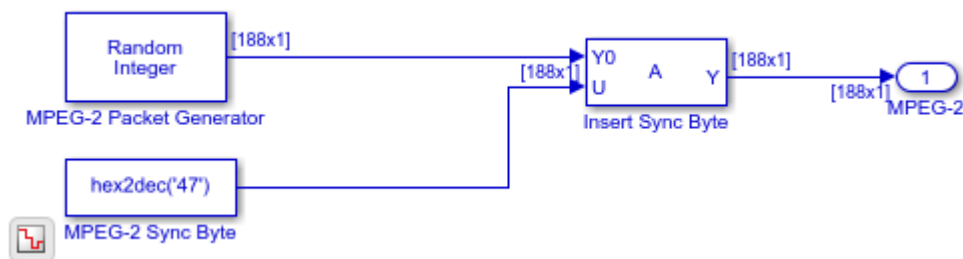 Random
Integer
[188x1]
MPEG-2 Packet Generator
Y0
[188x1]
U
A
Y
[188x1]
Insert Sync Byte
1
[188x1]
MPEG-2
hex2dec('47')
MPEG-2 Sync Byte